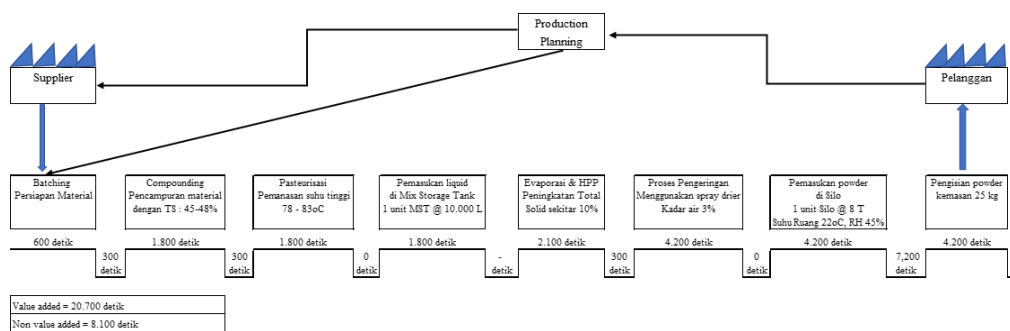 Production
Planning
Supplier
Pelanggan
Batching
Persiapan Material
Compounding
Pencampuran material
dengan TS : 45-48%
Pasteurisasi
Pemanasan suhu tinggi
78 - 83oC
Pemasukan liquid
di Mix Storage Tank
1 unit MST @ 10.000 L
Evaporasi & HPP
Peningkatan Total
Solid sekitar 10%
Proses Pengeringan
Menggunakan spray drier
Kadar air 3%
Pemasukan powder
di Silo
1 unit Silo @ 8 T
Suhu Ruang 22oC, RH 45%
Pengisian powder
kemasan 25 kg
600 detik
1.800 detik
1.800 detik
1.800 detik
2.100 detik
4.200 detik
4.200 detik
4.200 detik
300
detik
300
detik
0
detik
-
detik
300
detik
0
detik
7,200
detik
Value added = 20.700 detik
Non value added = 8.100 detik